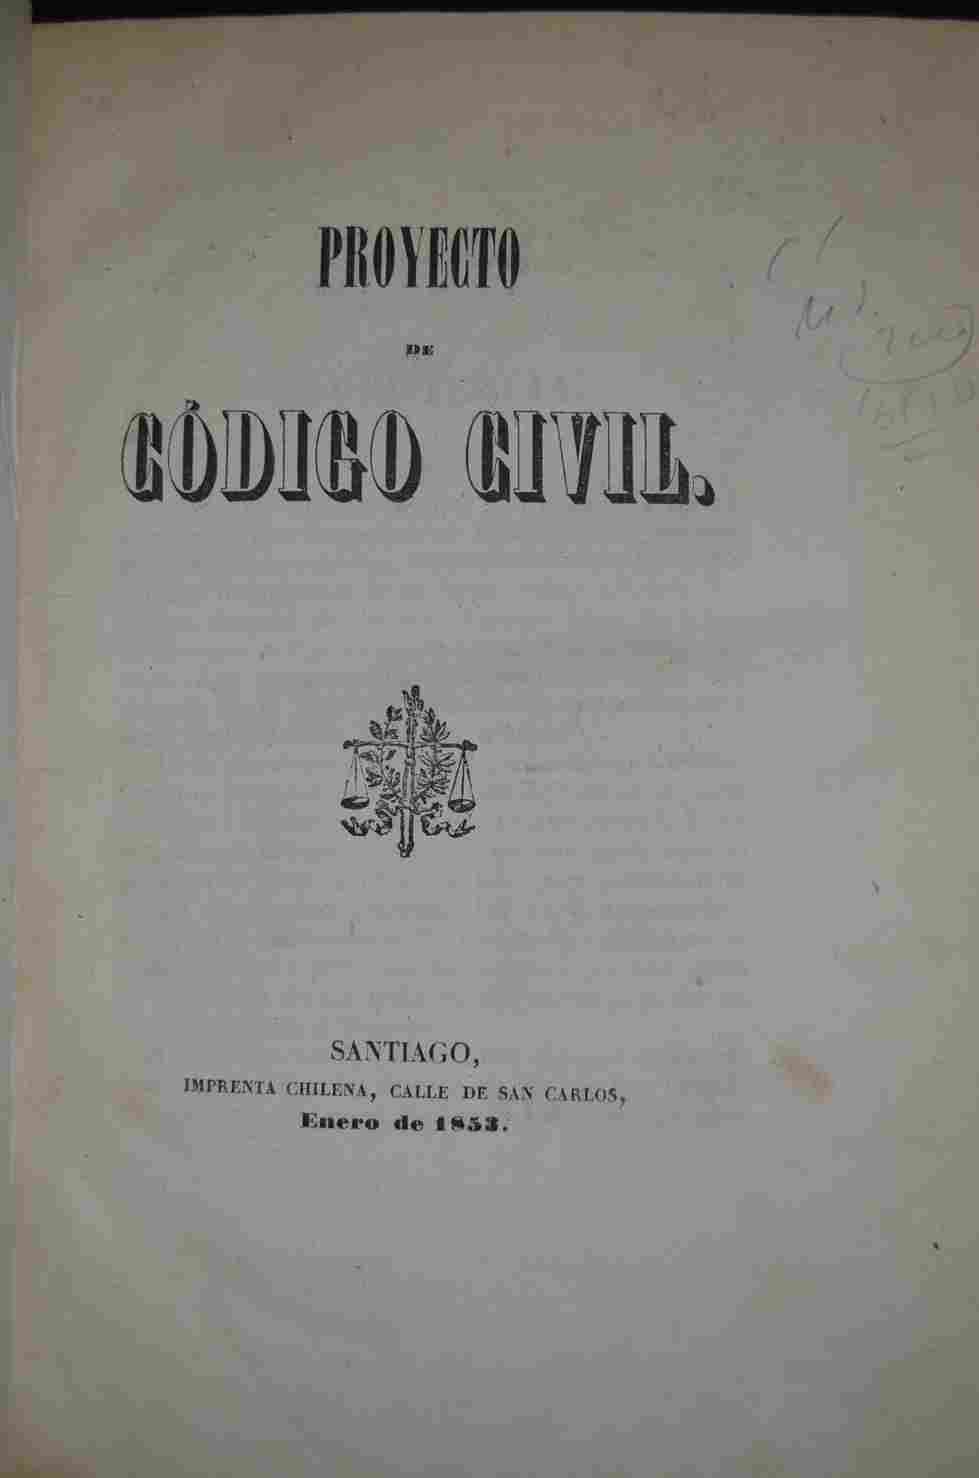 PROYECTO
DE
CÓDIGO CIVIL.
SANTIAGO,
IMPRENTA CHILENA, CALLE DE SAN CARLOS,
Enero de 1853.